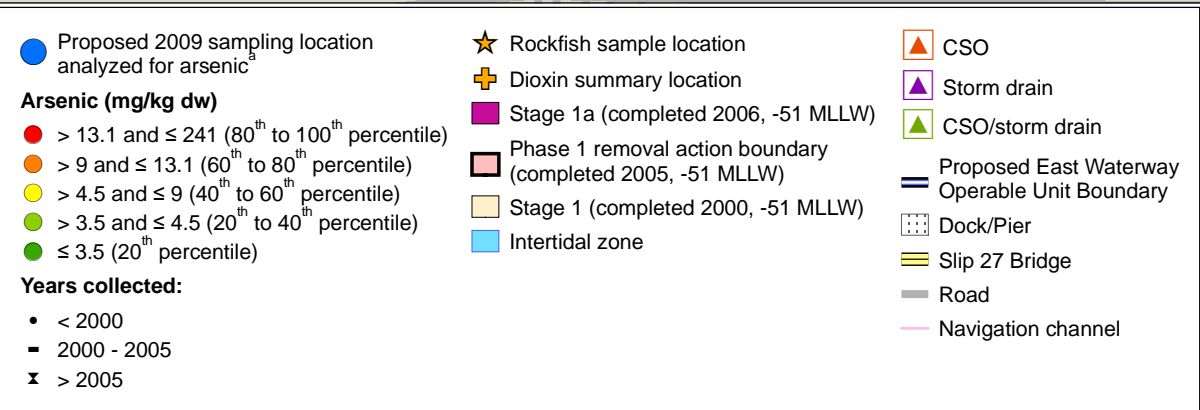 Proposed 2009 sampling location
analyzed for arsenicᵃ
Arsenic (mg/kg dw)
> 13.1 and ≤ 241 (80th to 100th percentile)
> 9 and ≤ 13.1 (60th to 80th percentile)
> 4.5 and ≤ 9 (40th to 60th percentile)
> 3.5 and ≤ 4.5 (20th to 40th percentile)
≤ 3.5 (20th percentile)
Years collected:
< 2000
2000 - 2005
> 2005
Rockfish sample location
Dioxin summary location
Stage 1a (completed 2006, -51 MLLW)
Phase 1 removal action boundary
(completed 2005, -51 MLLW)
Stage 1 (completed 2000, -51 MLLW)
Intertidal zone
CSO
Storm drain
CSO/storm drain
Proposed East Waterway
Operable Unit Boundary
Dock/Pier
Slip 27 Bridge
Road
Navigation channel